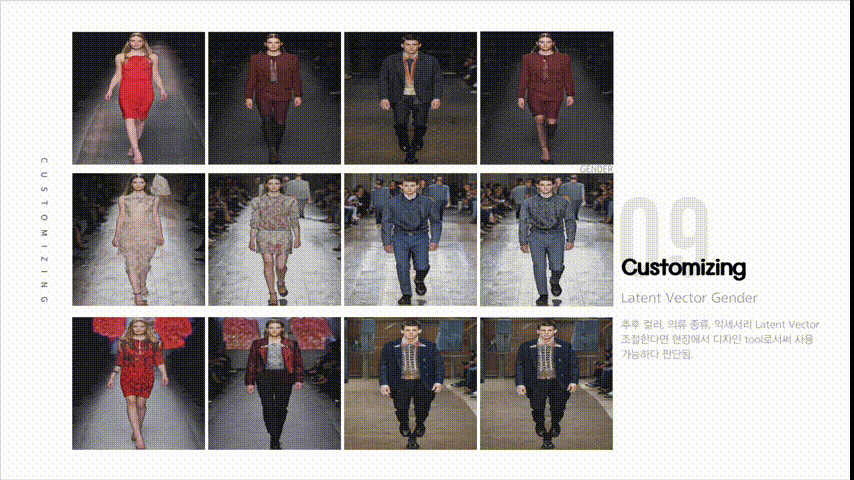 CUSTOMIZING
GENDER
09
Customizing
Latent Vector Gender
추후 컬러, 의류 종류, 악세서리 Latent Vector
조절한다면 현장에서 디자인 tool로서써 사용
가능하다 판단됨.